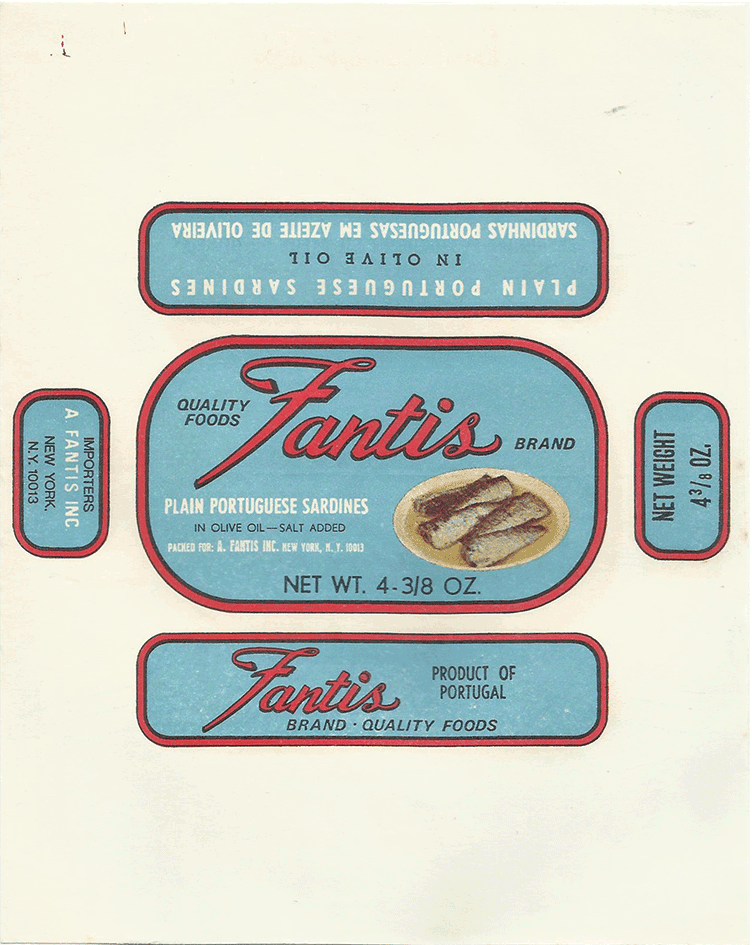 PLAIN PORTUGUESE SARDINES
IN OLIVE OIL
SARDINHAS PORTUGUESAS EM AZEITE DE OLIVEIRA
QUALITY
FOODS
Fantis
BRAND
PLAIN PORTUGUESE SARDINES
IN OLIVE OIL—SALT ADDED
PACKED FOR: A. FANTIS INC. NEW YORK, N. Y. 10013
NET WT. 4-3/8 OZ.
IMPORTERS
A. FANTIS INC
NEW YORK.
N.Y. 10013
NET WEIGHT
4 3/8 OZ.
Fantis
BRAND · QUALITY FOODS
PRODUCT OF
PORTUGAL